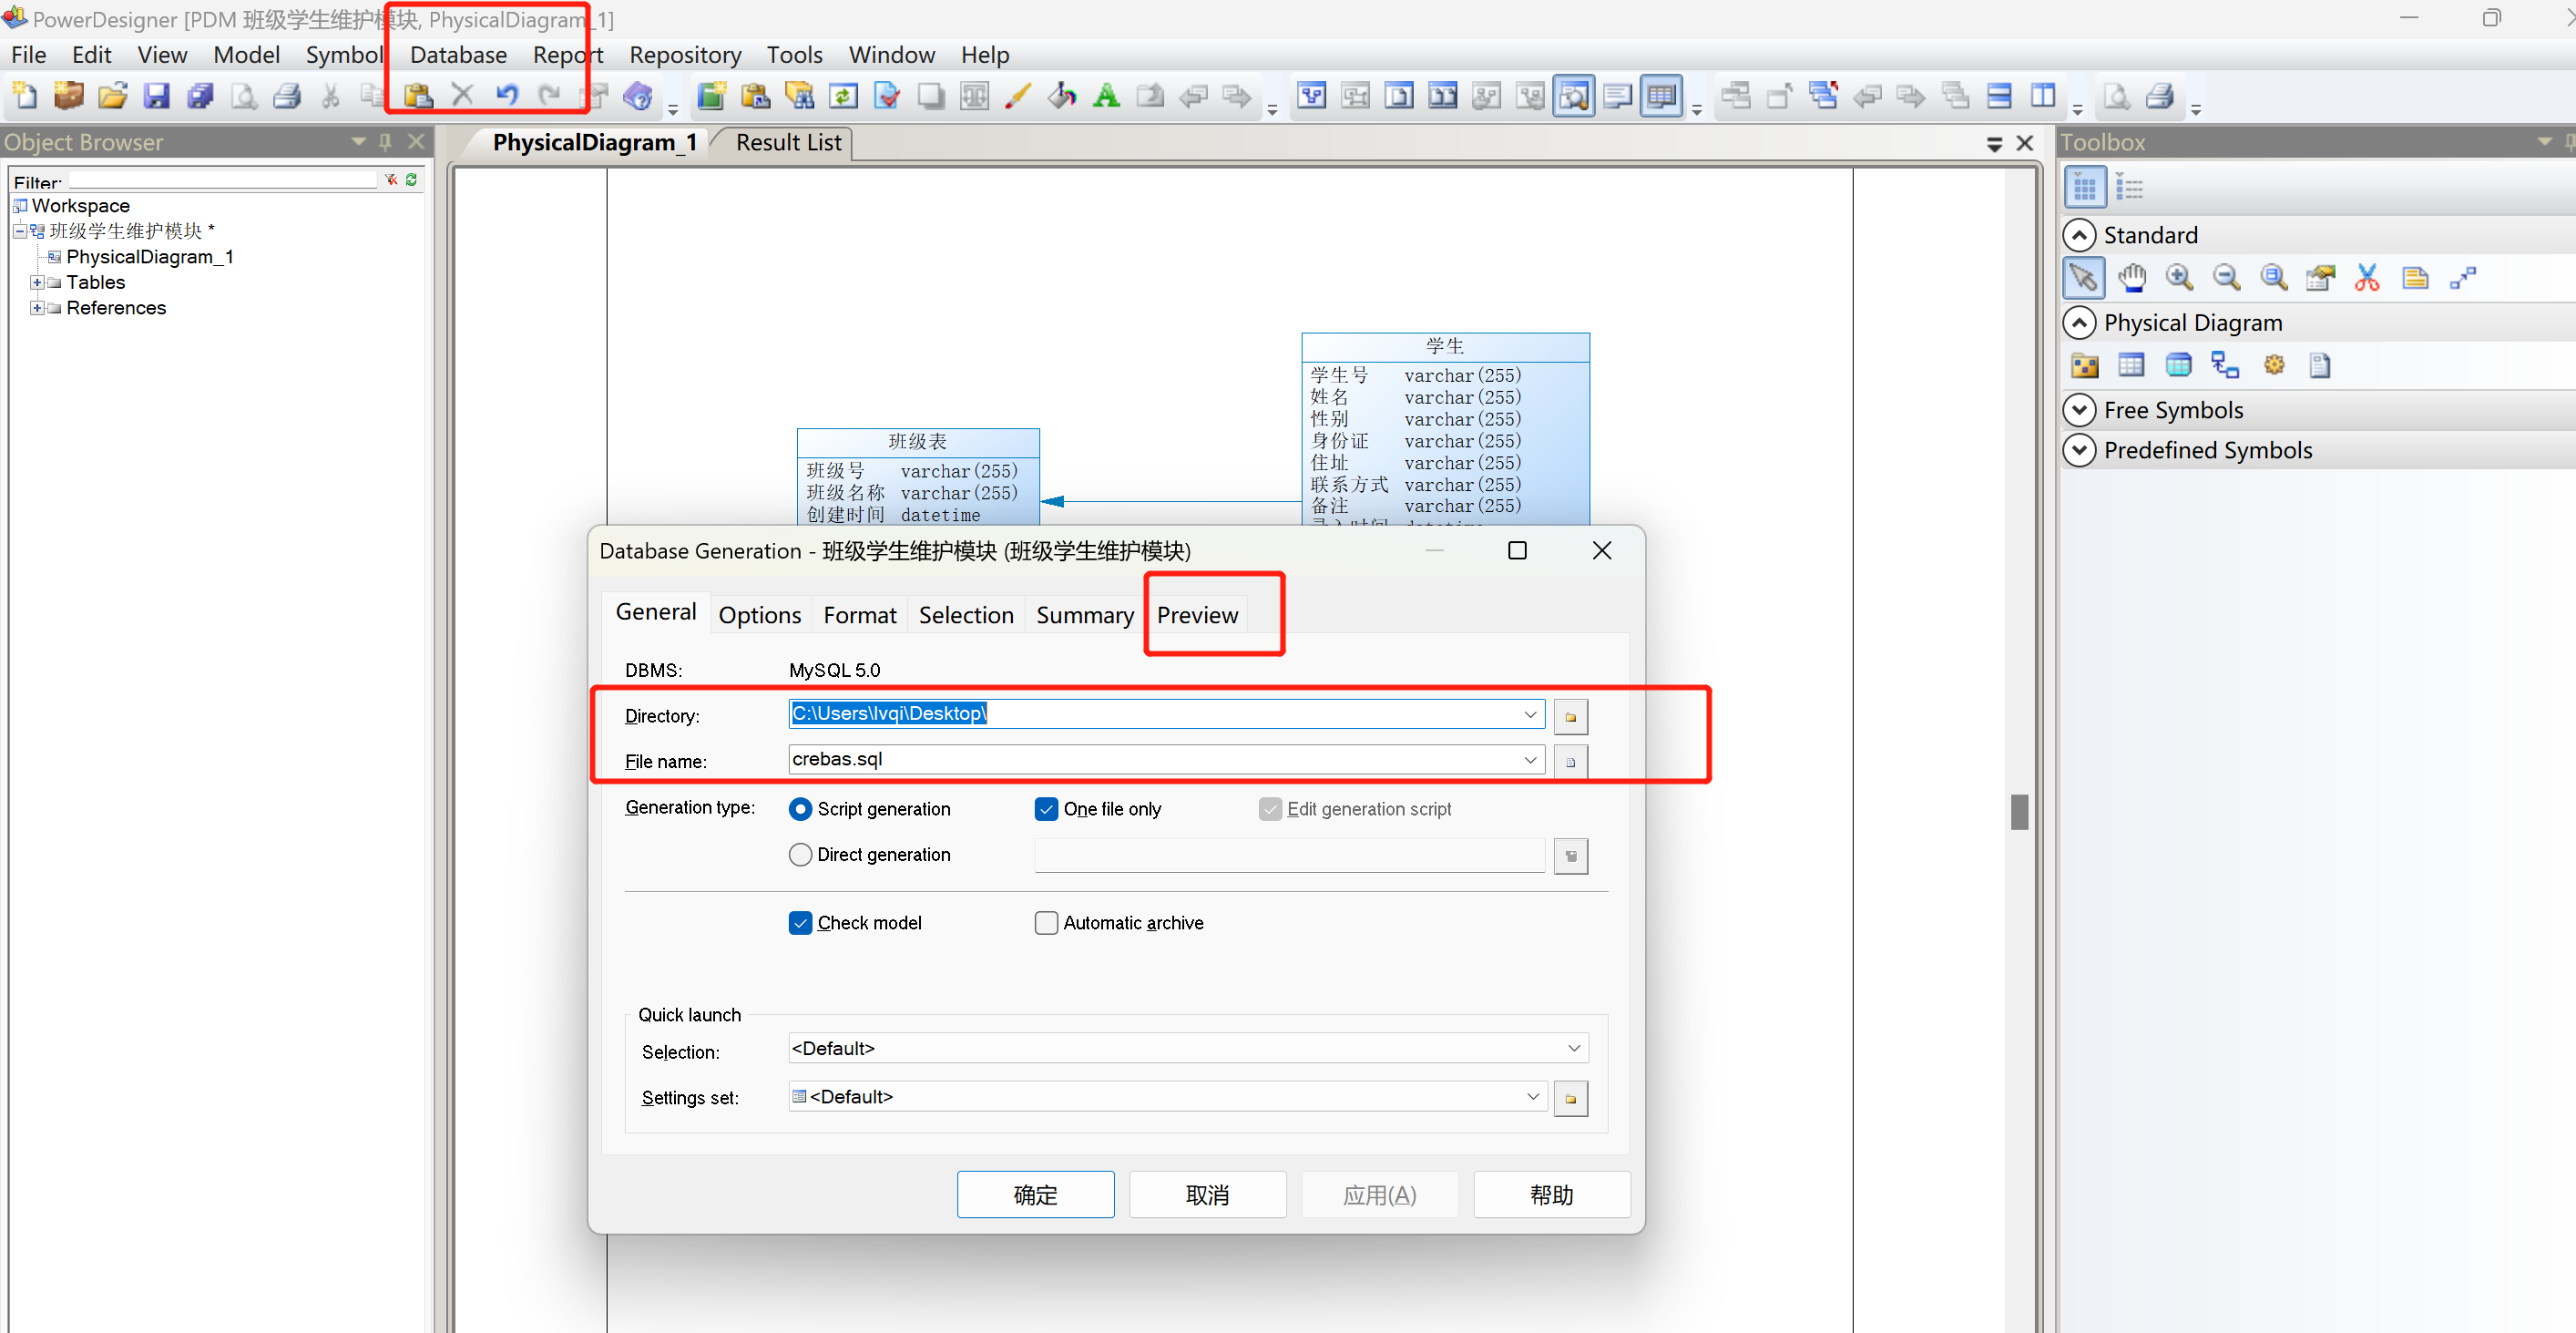 PowerDesigner [PDM 班级学生维护模块, PhysicalDiagram_1]
File Edit View Model Symbol Database Report Repository Tools Window Help
Object Browser
Filter:
Workspace
班级学生维护模块 *
PhysicalDiagram_1
Tables
References
PhysicalDiagram_1 Result List
学生
学生号 varchar(255)
姓名 varchar(255)
性别 varchar(255)
身份证 varchar(255)
住址 varchar(255)
联系方式 varchar(255)
备注 varchar(255)
班级表
班级号 varchar(255)
班级名称 varchar(255)
创建时间 datetime
Database Generation - 班级学生维护模块 (班级学生维护模块)
General Options Format Selection Summary Preview
DBMS: MySQL 5.0
Directory: C:\Users\lvqi\Desktop\
File name: crebas.sql
Generation type: Script generation One file only Edit generation script
Direct generation
Check model Automatic archive
Quick launch
Selection: <Default>
Settings set: <Default>
确定 取消 应用(A) 帮助
Toolbox
Standard
Physical Diagram
Free Symbols
Predefined Symbols